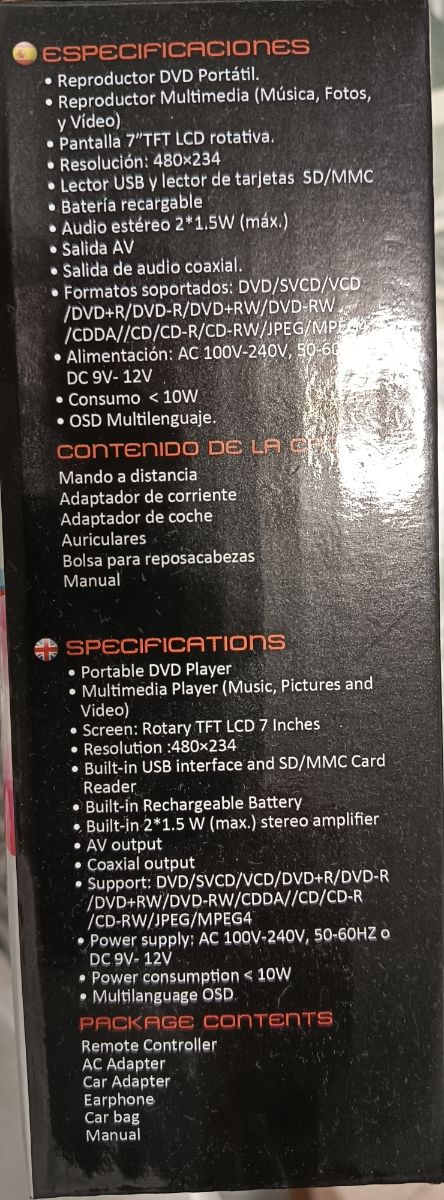 ESPECIFICACIONES
• Reproductor DVD Portátil.
• Reproductor Multimedia (Música, Fotos,
y Vídeo)
• Pantalla 7”TFT LCD rotativa.
• Resolución: 480×234
• Lector USB y lector de tarjetas SD/MMC
• Batería recargable
• Audio estéreo 2*1.5W (máx.)
• Salida AV
• Salida de audio coaxial.
• Formatos soportados: DVD/SVCD/VCD
/DVD+R/DVD-R/DVD+RW/DVD-RW
/CDDA//CD/CD-R/CD-RW/JPEG/
• Alimentación: AC 100V-240V,
DC 9V- 12V
• Consumo < 10W
• OSD Multilenguaje.
CONTENIDO DE LA
Mando a distancia
Adaptador de corriente
Adaptador de coche
Auriculares
Bolsa para reposacabezas
Manual
SPECIFICATIONS
• Portable DVD Player
• Multimedia Player (Music, Pictures and
Video)
• Screen: Rotary TFT LCD 7 Inches
• Resolution :480×234
• Built-in USB interface and SD/MMC Card
Reader
• Built-in Rechargeable Battery
• Built-in 2*1.5 W (max.) stereo amplifier
• AV output
• Coaxial output
• Support: DVD/SVCD/VCD/DVD+R/DVD-R
/DVD+RW/DVD-RW/CDDA//CD/CD-R
/CD-RW/JPEG/MPEG4
• Power supply: AC 100V-240V, 50-60HZ o
DC 9V- 12V
• Power consumption < 10W
• Multilanguage OSD
PACKAGE CONTENTS
Remote Controller
AC Adapter
Car Adapter
Earphone
Car bag
Manual